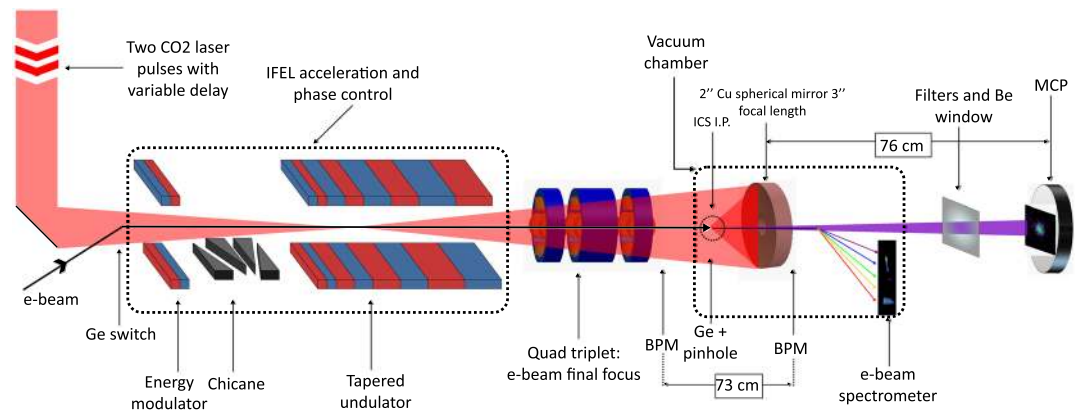 Two CO2 laser
pulses with
variable delay
IFEL acceleration and
phase control
Vacuum
chamber
2’’ Cu spherical mirror 3’’
focal length
ICS I.P.
Filters and Be
window
MCP
76 cm
e-beam
Ge switch
Energy
modulator
Chicane
Tapered
undulator
Quad triplet:
e-beam final focus
BPM
Ge +
pinhole
BPM
73 cm
e-beam
spectrometer